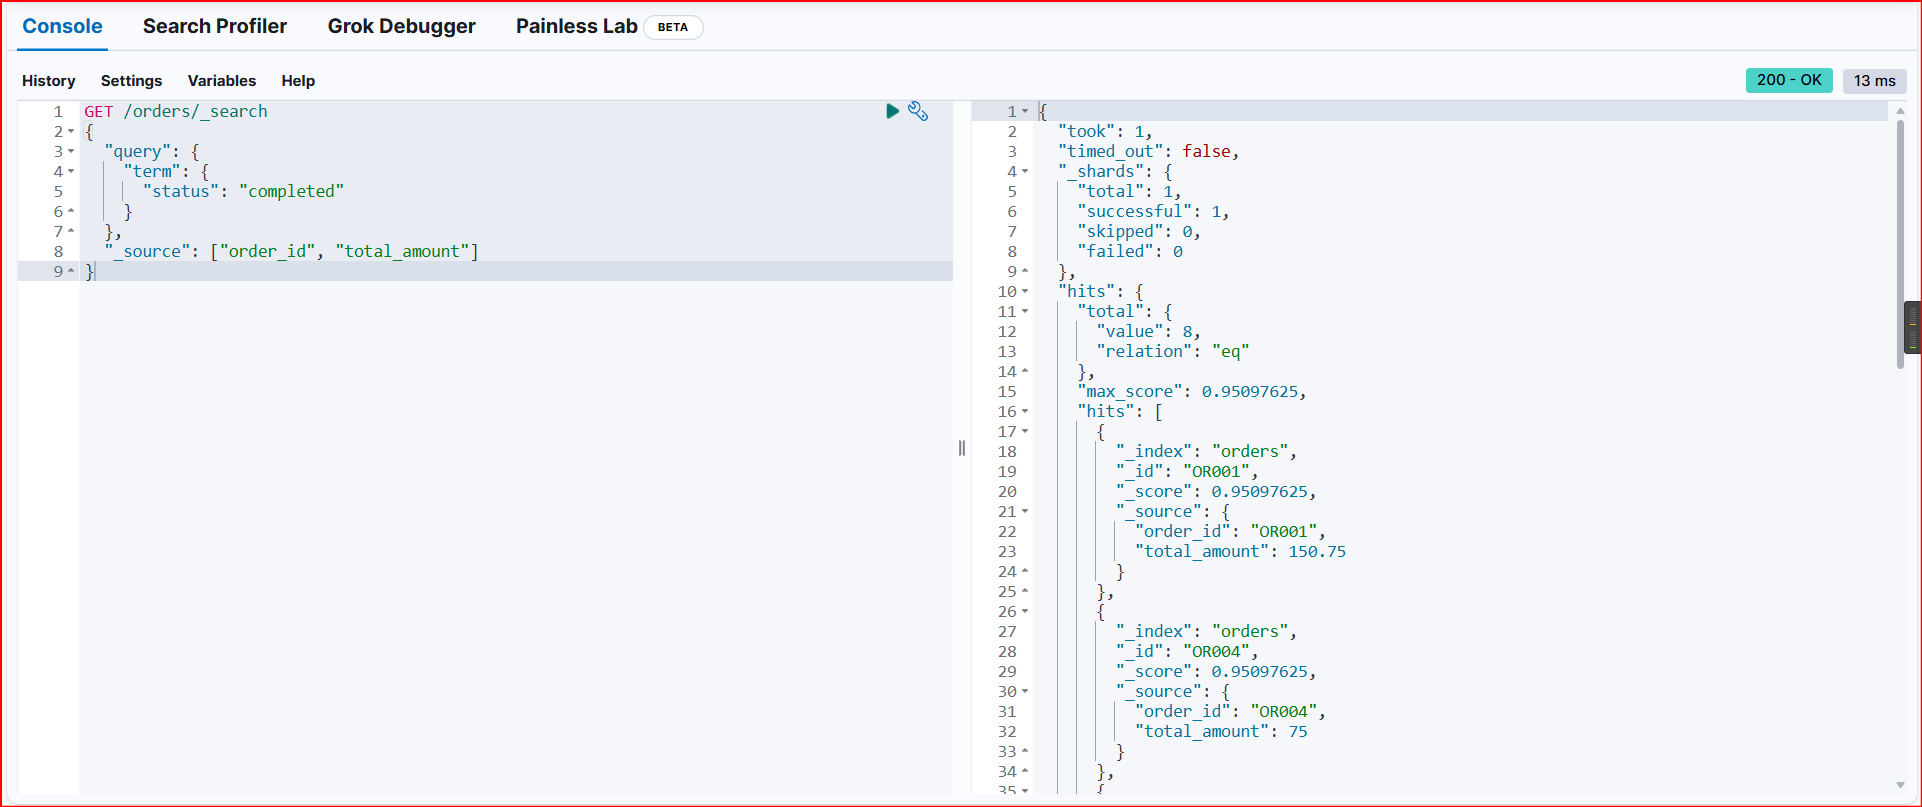 Console Search Profiler Grok Debugger Painless Lab BETA
History Settings Variables Help 200 - OK 13 ms
1 GET /orders/_search
2 {
3 "query": {
4 "term": {
5 "status": "completed"
6 }
7 },
8 "_source": ["order_id", "total_amount"]
9 }
1 {
2 "took": 1,
3 "timed_out": false,
4 "_shards": {
5 "total": 1,
6 "successful": 1,
7 "skipped": 0,
8 "failed": 0
9 },
10 "hits": {
11 "total": {
12 "value": 8,
13 "relation": "eq"
14 },
15 "max_score": 0.95097625,
16 "hits": [
17 {
18 "_index": "orders",
19 "_id": "OR001",
20 "_score": 0.95097625,
21 "_source": {
22 "order_id": "OR001",
23 "total_amount": 150.75
24 }
25 },
26 {
27 "_index": "orders",
28 "_id": "OR004",
29 "_score": 0.95097625,
30 "_source": {
31 "order_id": "OR004",
32 "total_amount": 75
33 }
34 },
35 {